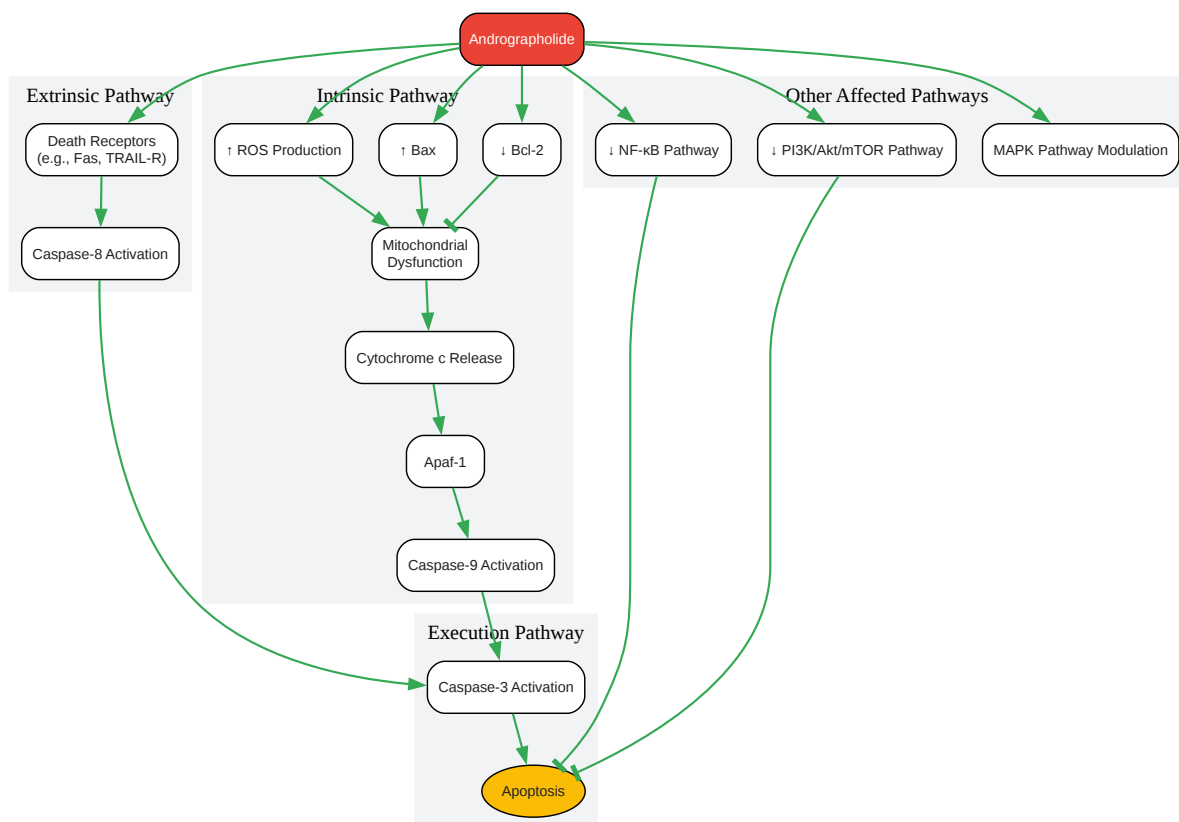 Andrographolide
Extrinsic Pathway
Intrinsic Pathway
Other Affected Pathways
Death Receptors
(e.g., Fas, TRAIL-R)
↑ ROS Production
↑ Bax
↓ Bcl-2
↓ NF-κB Pathway
↓ PI3K/Akt/mTOR Pathway
MAPK Pathway Modulation
Caspase-8 Activation
Mitochondrial
Dysfunction
Cytochrome c Release
Apaf-1
Caspase-9 Activation
Execution Pathway
Caspase-3 Activation
Apoptosis